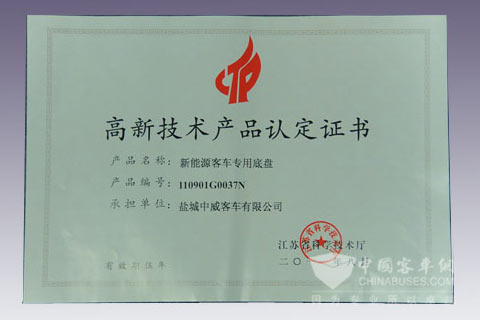 高新技术产品认定证书
产品名称：新能源客车专用底盘
产品编号：110901G0037N
承担单位：盐城中威客车有限公司
江苏省科学技术厅
二〇一
有效期伍年
中国客车网
CHINABUSES.COM